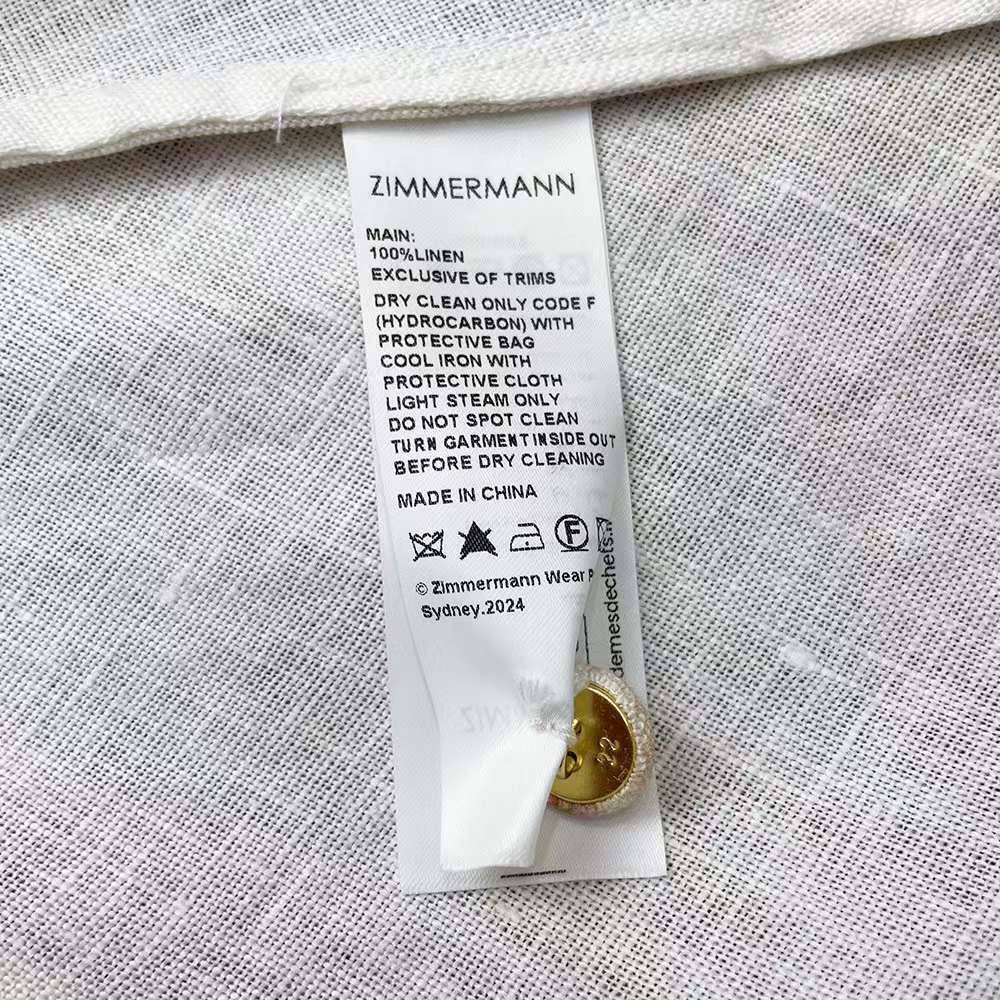 ZIMMERMANN
MAIN:
100%LINEN
EXCLUSIVE OF TRIMS
DRY CLEAN ONLY CODE F
(HYDROCARBON) WITH
PROTECTIVE BAG
COOL IRON WITH
PROTECTIVE CLOTH
LIGHT STEAM ONLY
DO NOT SPOT CLEAN
TURN GARMENT INSIDE OUT
BEFORE DRY CLEANING
MADE IN CHINA
F
© Zimmermann Wear P
Sydney.2024
demesdechets.
22